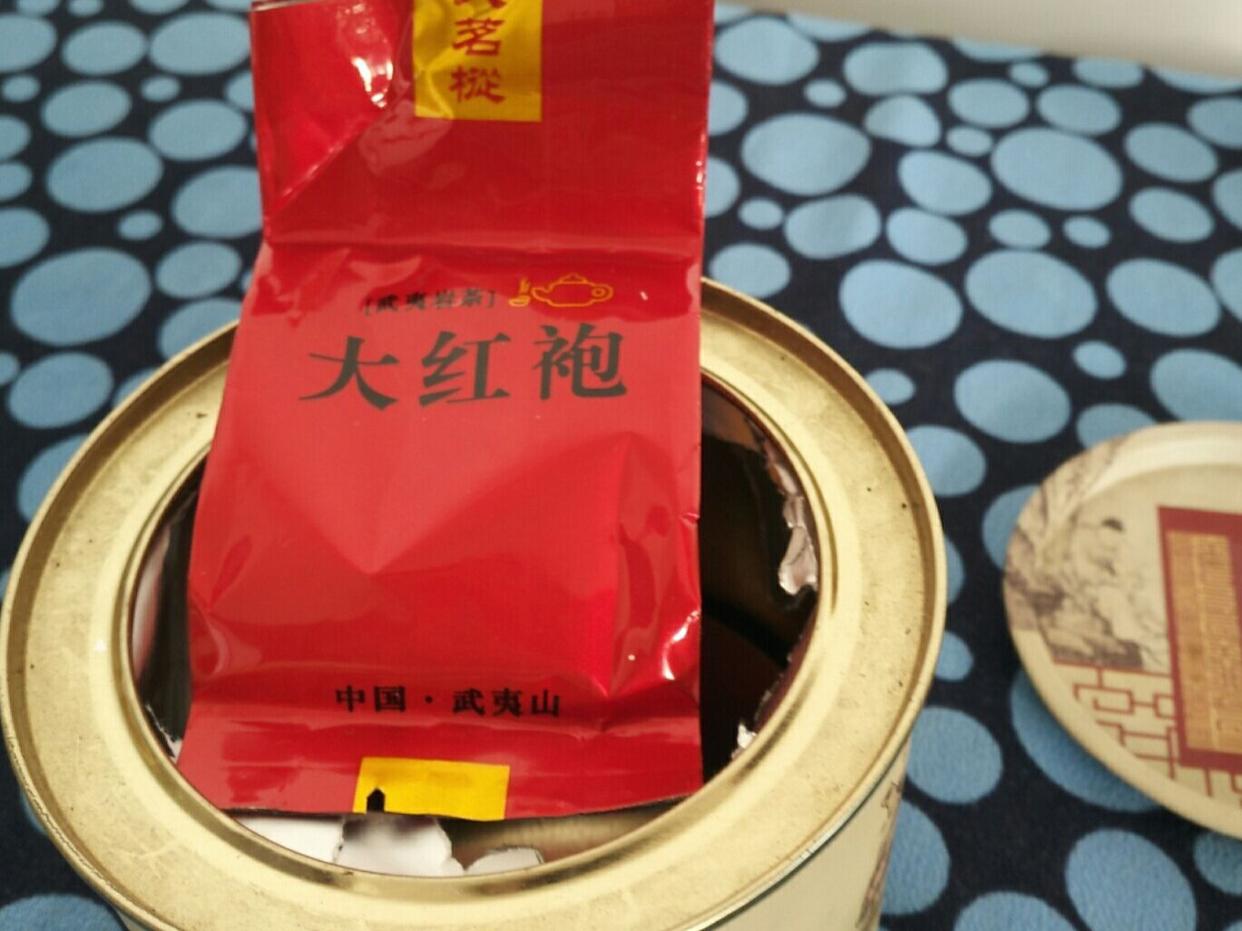 茗
樅
[武夷岩茶]
大红袍
中国·武夷山